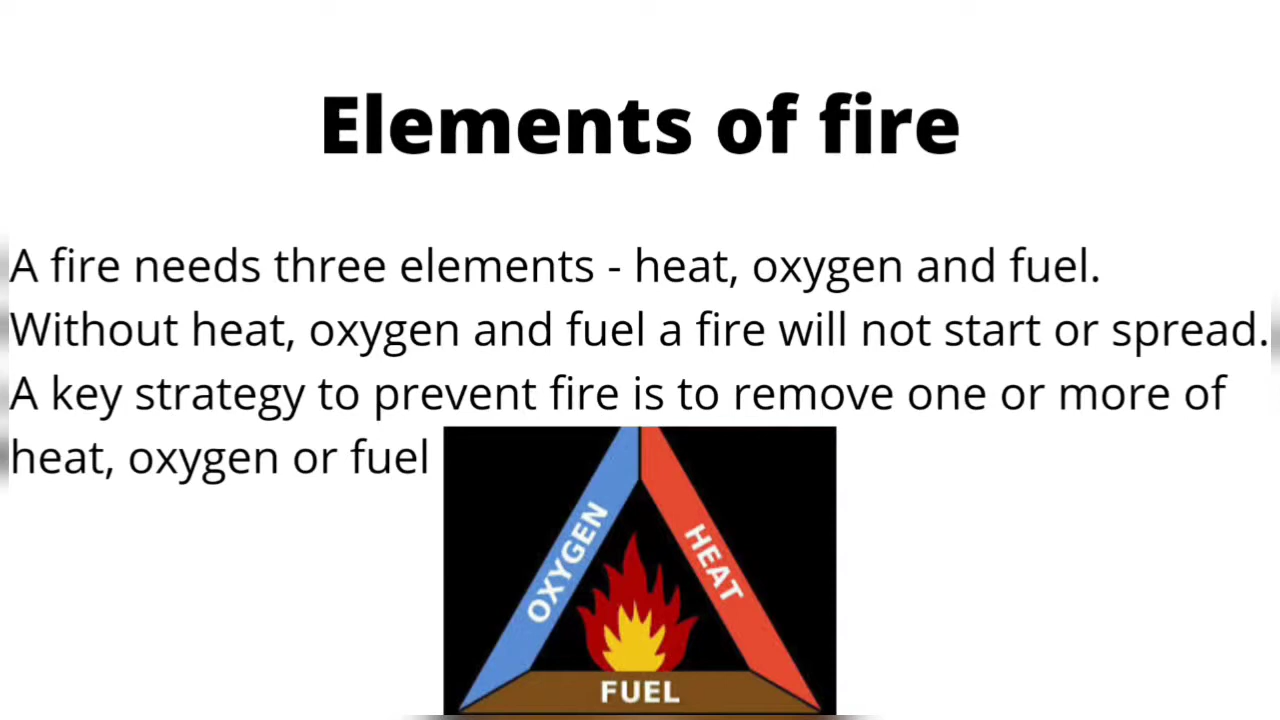 Elements of fire
A fire needs three elements - heat, oxygen and fuel.
Without heat, oxygen and fuel a fire will not start or spread.
A key strategy to prevent fire is to remove one or more of
heat, oxygen or fuel
OXYGEN
HEAT
FUEL